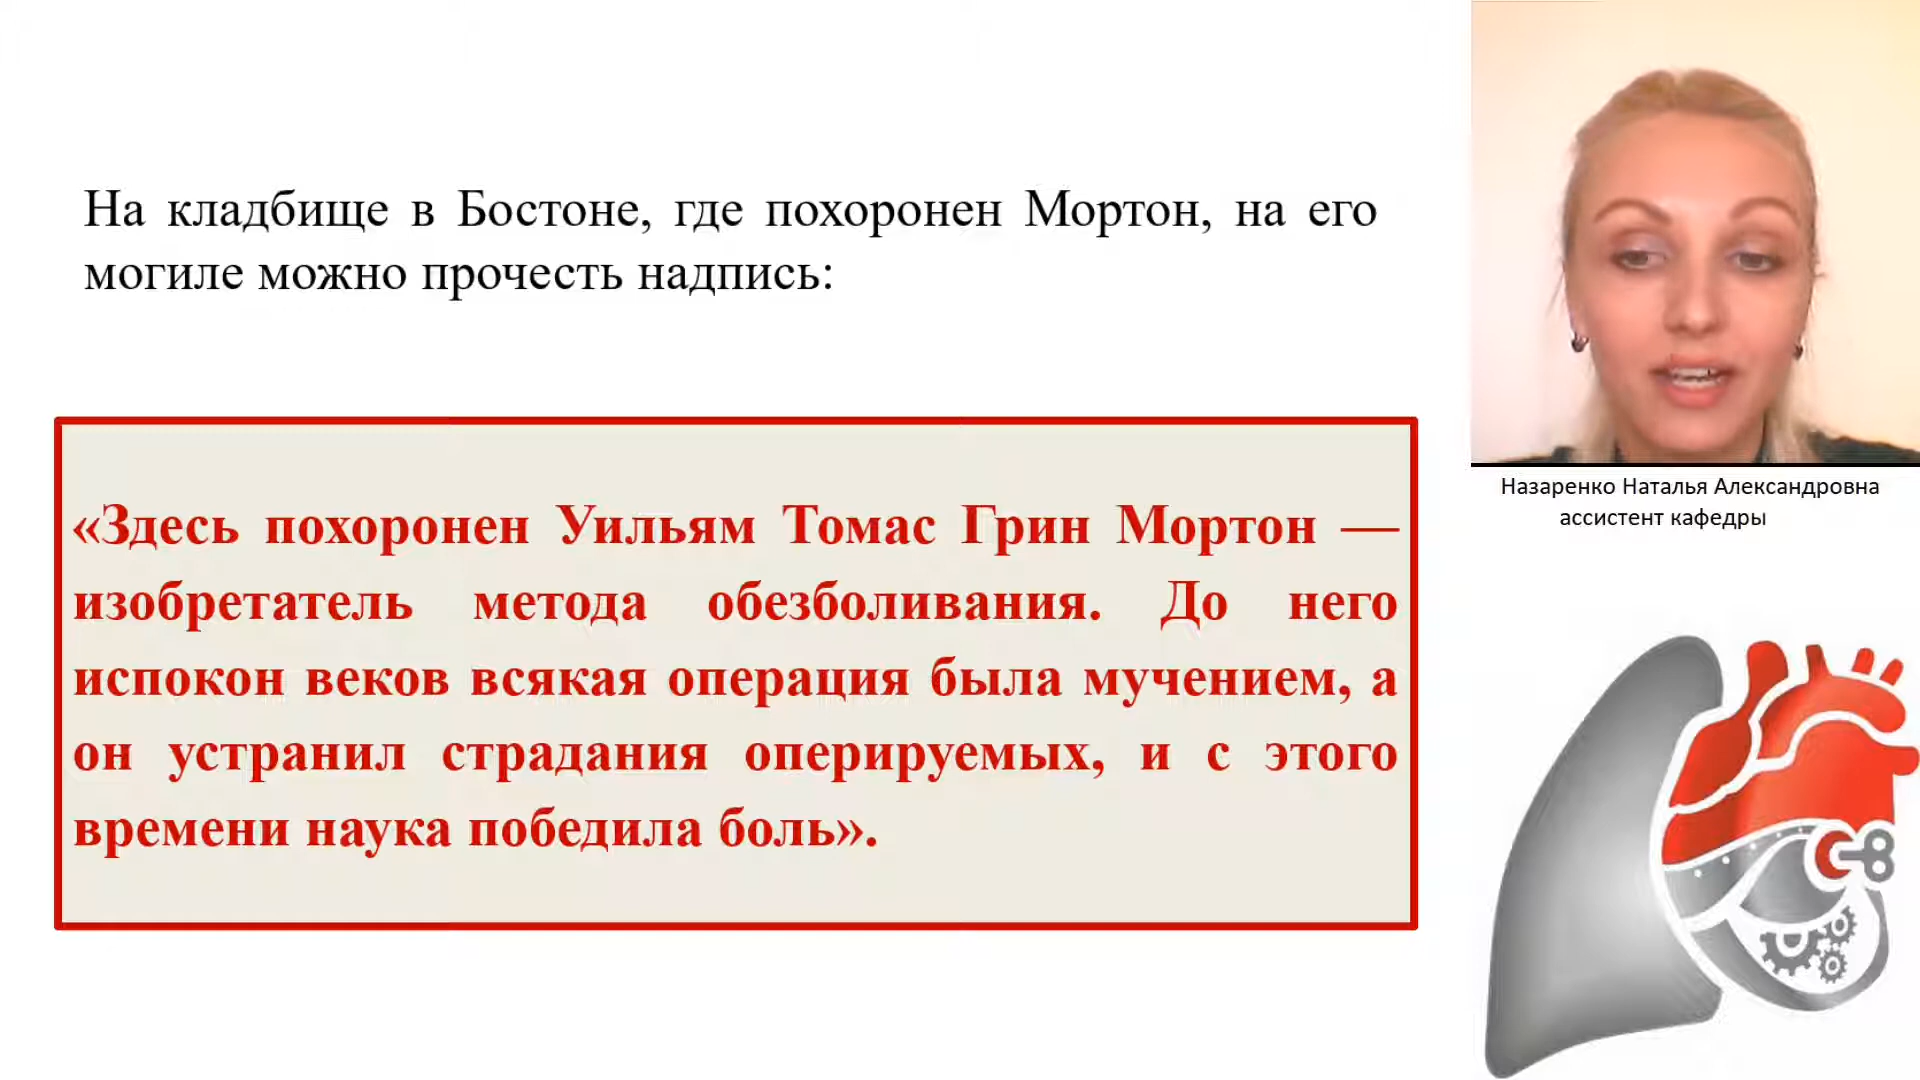 На кладбище в Бостоне, где похоронен Мортон, на его
могиле можно прочесть надпись:
«Здесь похоронен Уильям Томас Грин Мортон —
изобретатель метода обезболивания. До него
испокон веков всякая операция была мучением, а
он устранил страдания оперируемых, и с этого
времени наука победила боль».
Назаренко Наталья Александровна
ассистент кафедры